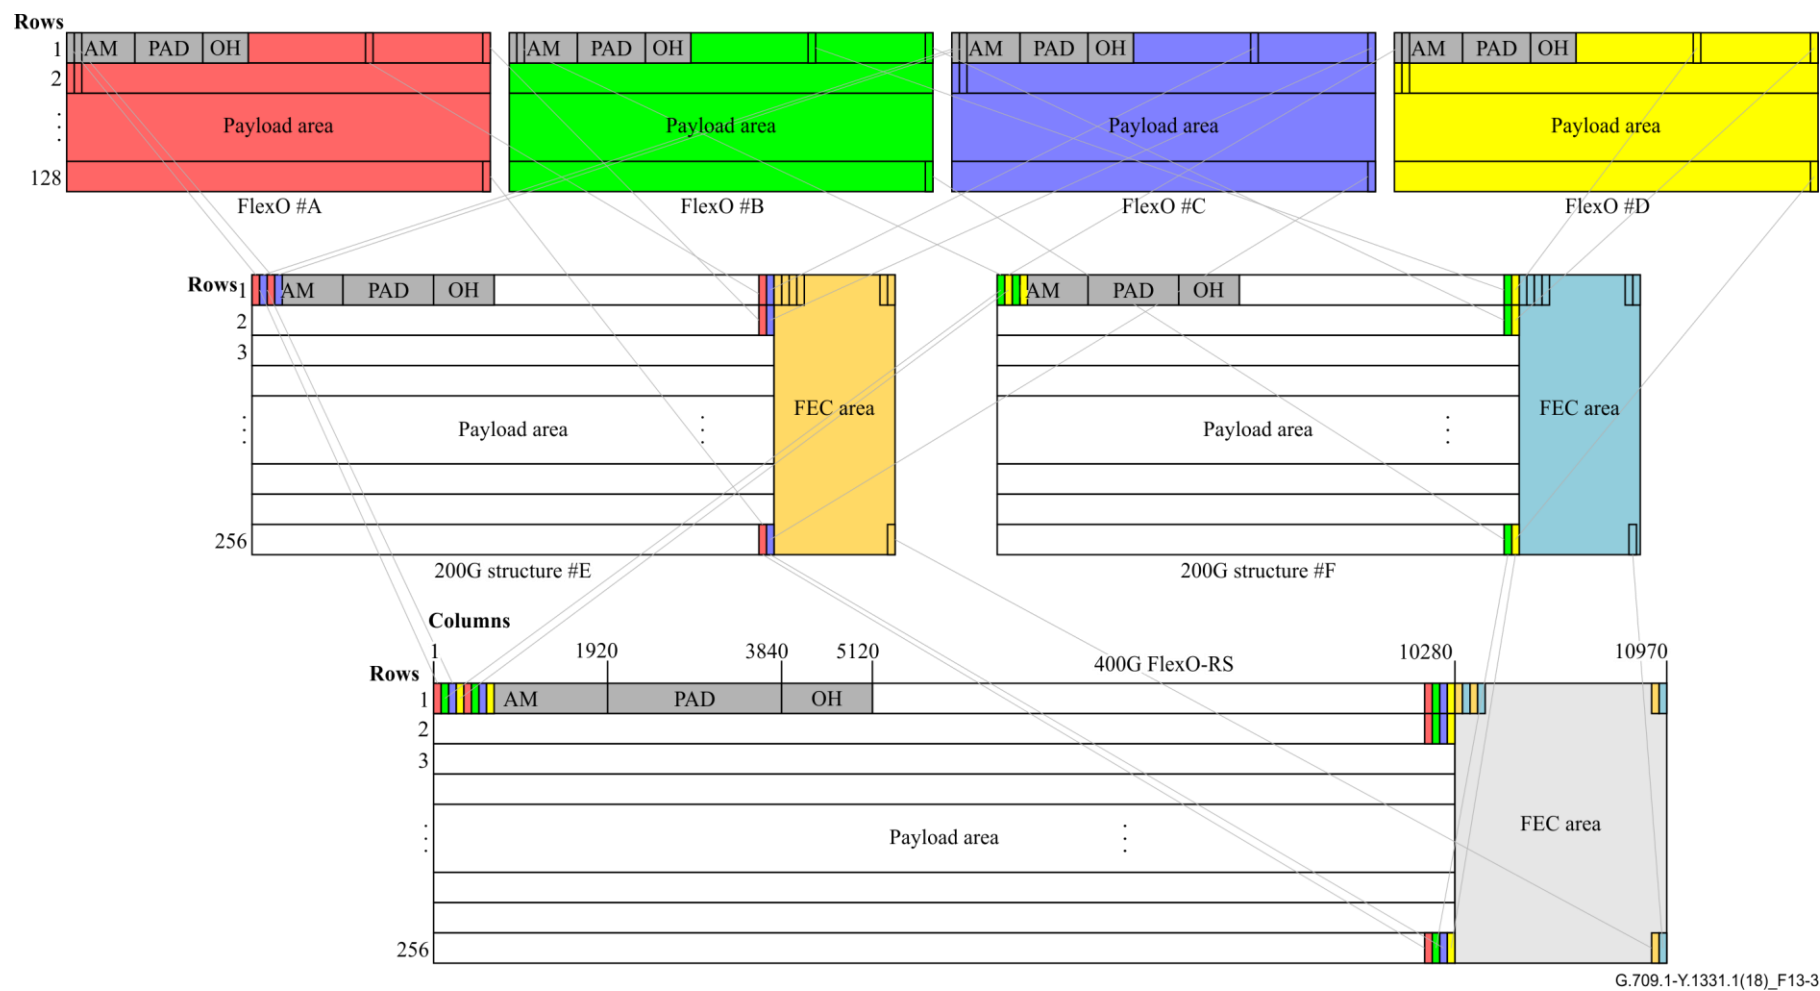 Rows
1 AM PAD OH AM PAD OH AM PAD OH AM PAD OH
2
⋮ Payload area Payload area Payload area Payload area
128
FlexO #A FlexO #B FlexO #C FlexO #D
Rows 1 AM PAD OH AM PAD OH
2
3
FEC area FEC area
⋮ Payload area ⋮ Payload area ⋮
256
200G structure #E 200G structure #F
Columns
1 1920 3840 5120 400G FlexO-RS 10280 10970
Rows
1 AM PAD OH
2
3
FEC area
⋮ Payload area ⋮
256
G.709.1-Y.1331.1(18)_F13-3